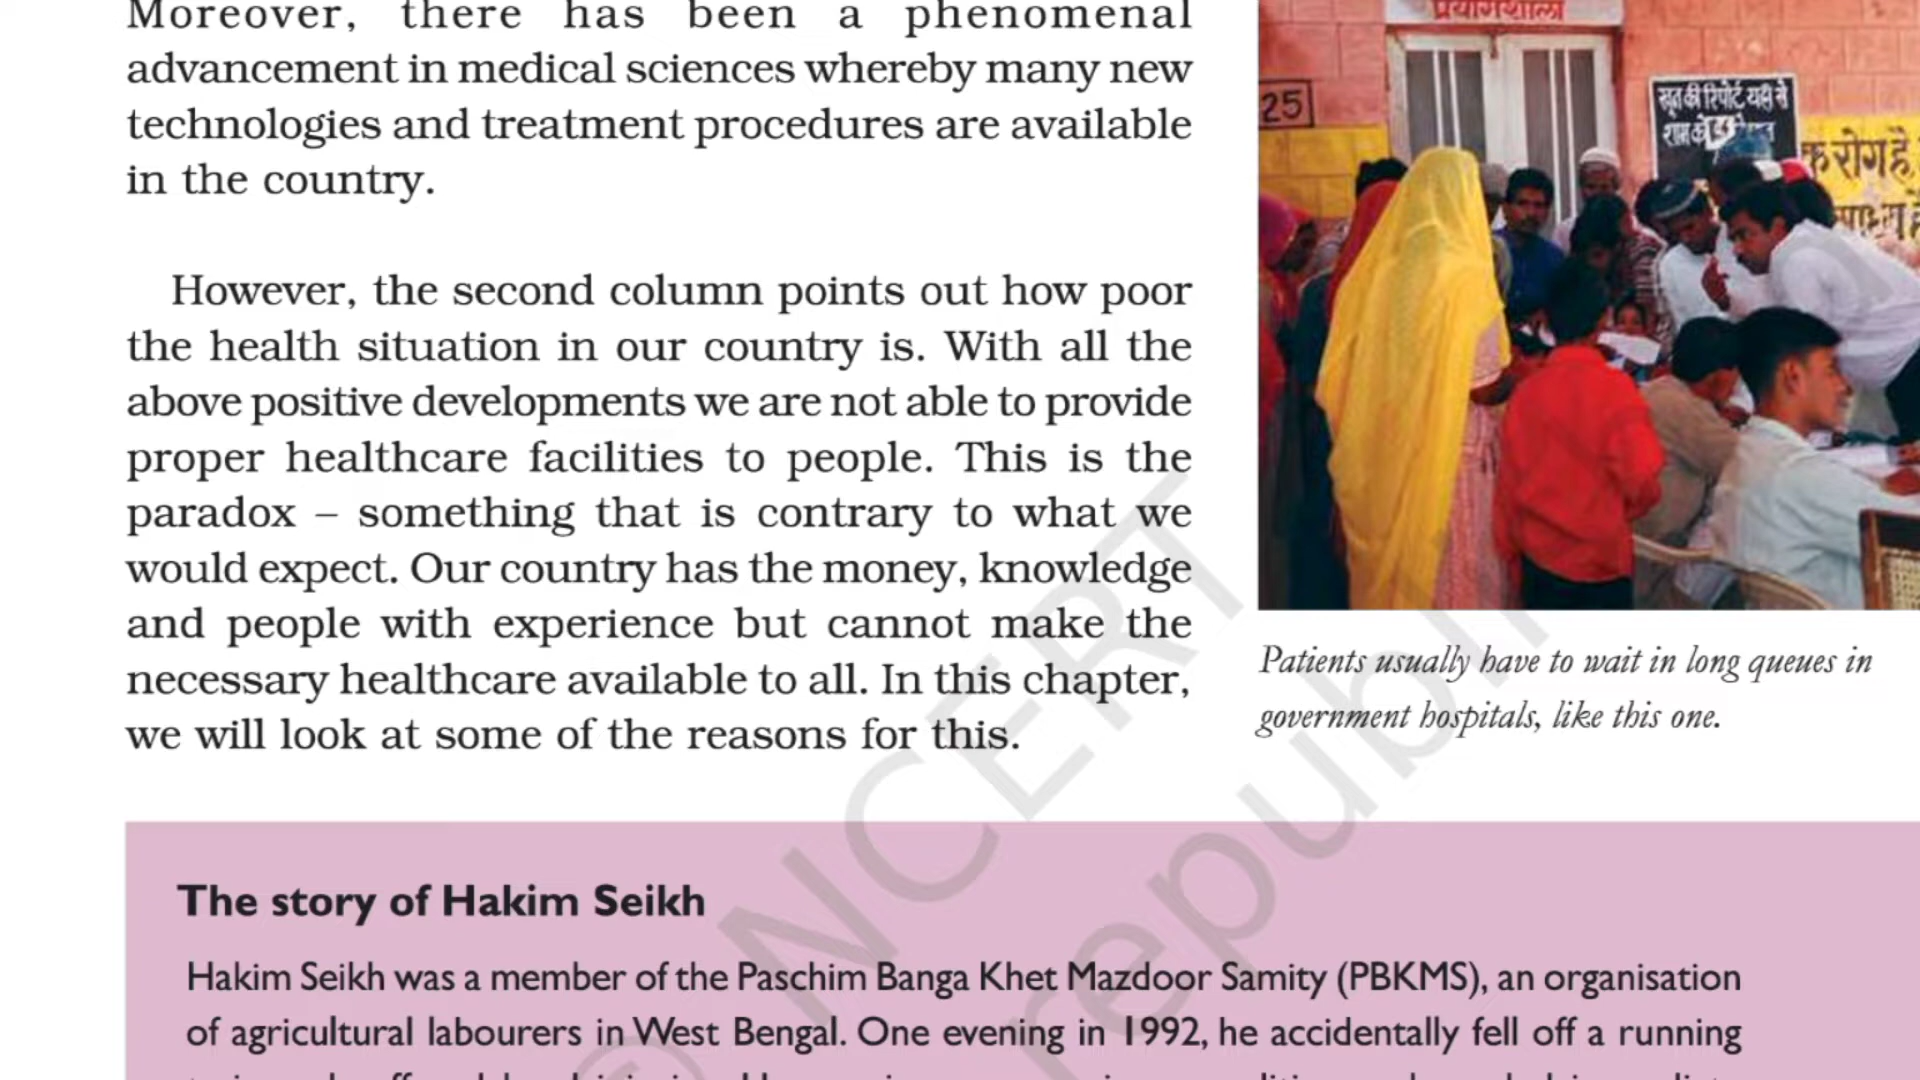 Moreover, there has been a phenomenal
advancement in medical sciences whereby many new
technologies and treatment procedures are available
in the country.
However, the second column points out how poor
the health situation in our country is. With all the
above positive developments we are not able to provide
proper healthcare facilities to people. This is the
paradox – something that is contrary to what we
would expect. Our country has the money, knowledge
and people with experience but cannot make the
necessary healthcare available to all. In this chapter,
we will look at some of the reasons for this.
प्रयोगशाला
25
खून की रिपोर्ट यहाँ से
शाम को
क रोग है
Patients usually have to wait in long queues in
government hospitals, like this one.
The story of Hakim Seikh
Hakim Seikh was a member of the Paschim Banga Khet Mazdoor Samity (PBKMS), an organisation
of agricultural labourers in West Bengal. One evening in 1992, he accidentally fell off a running
© NCERT
republi